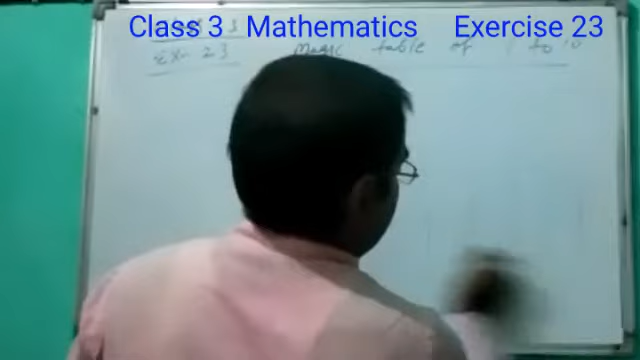 Class 3 Mathematics Exercise 23
Ex- 23 Magic table of 1 to 10